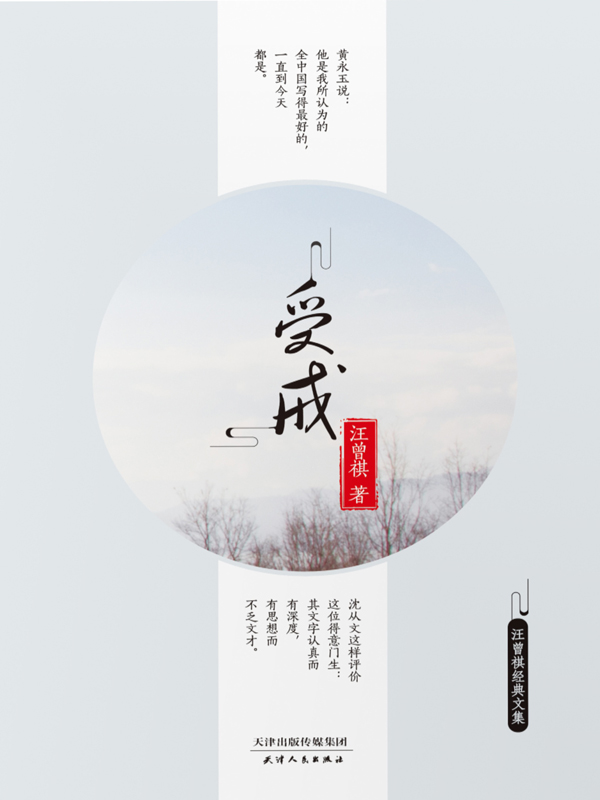 黄永玉说：
他是我所认为的
全中国写得最好的，
一直到今天
都是。
受戒
汪曾祺 著
沈从文这样评价
这位得意门生：
其文字认真而
有深度，
有思想而
不乏文才。
汪曾祺经典文集
天津出版传媒集团
天津人民出版社